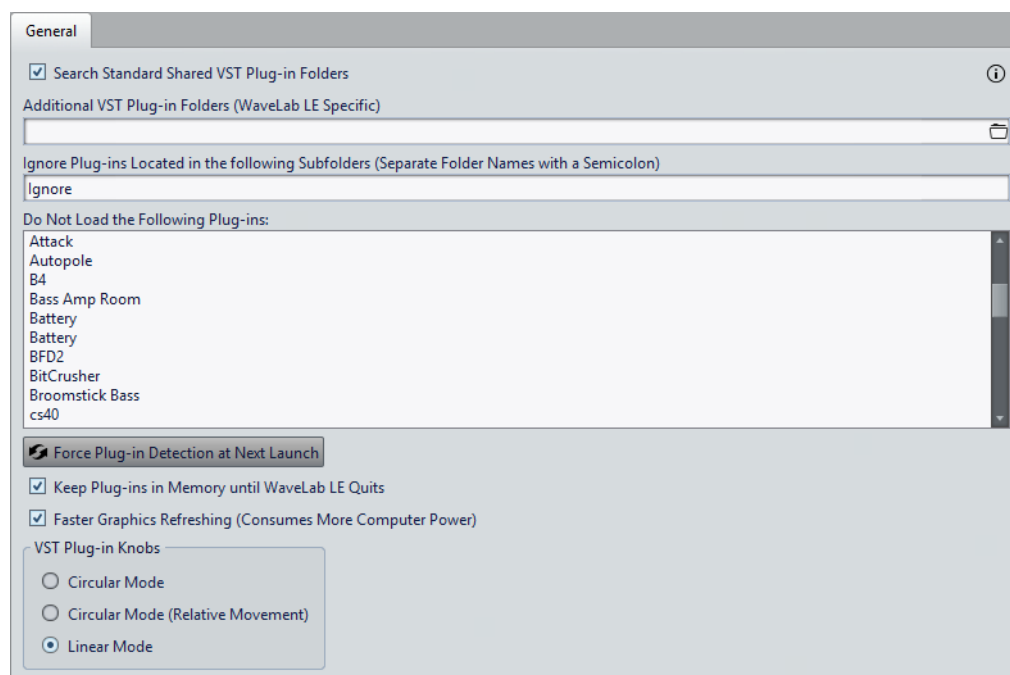 General
Search Standard Shared VST Plug-in Folders
Additional VST Plug-in Folders (WaveLab LE Specific)
Ignore Plug-ins Located in the following Subfolders (Separate Folder Names with a Semicolon)
Ignore
Do Not Load the Following Plug-ins:
Attack
Autopole
B4
Bass Amp Room
Battery
Battery
BFD2
BitCrusher
Broomstick Bass
cs40
Force Plug-in Detection at Next Launch
Keep Plug-ins in Memory until WaveLab LE Quits
Faster Graphics Refreshing (Consumes More Computer Power)
VST Plug-in Knobs
Circular Mode
Circular Mode (Relative Movement)
Linear Mode